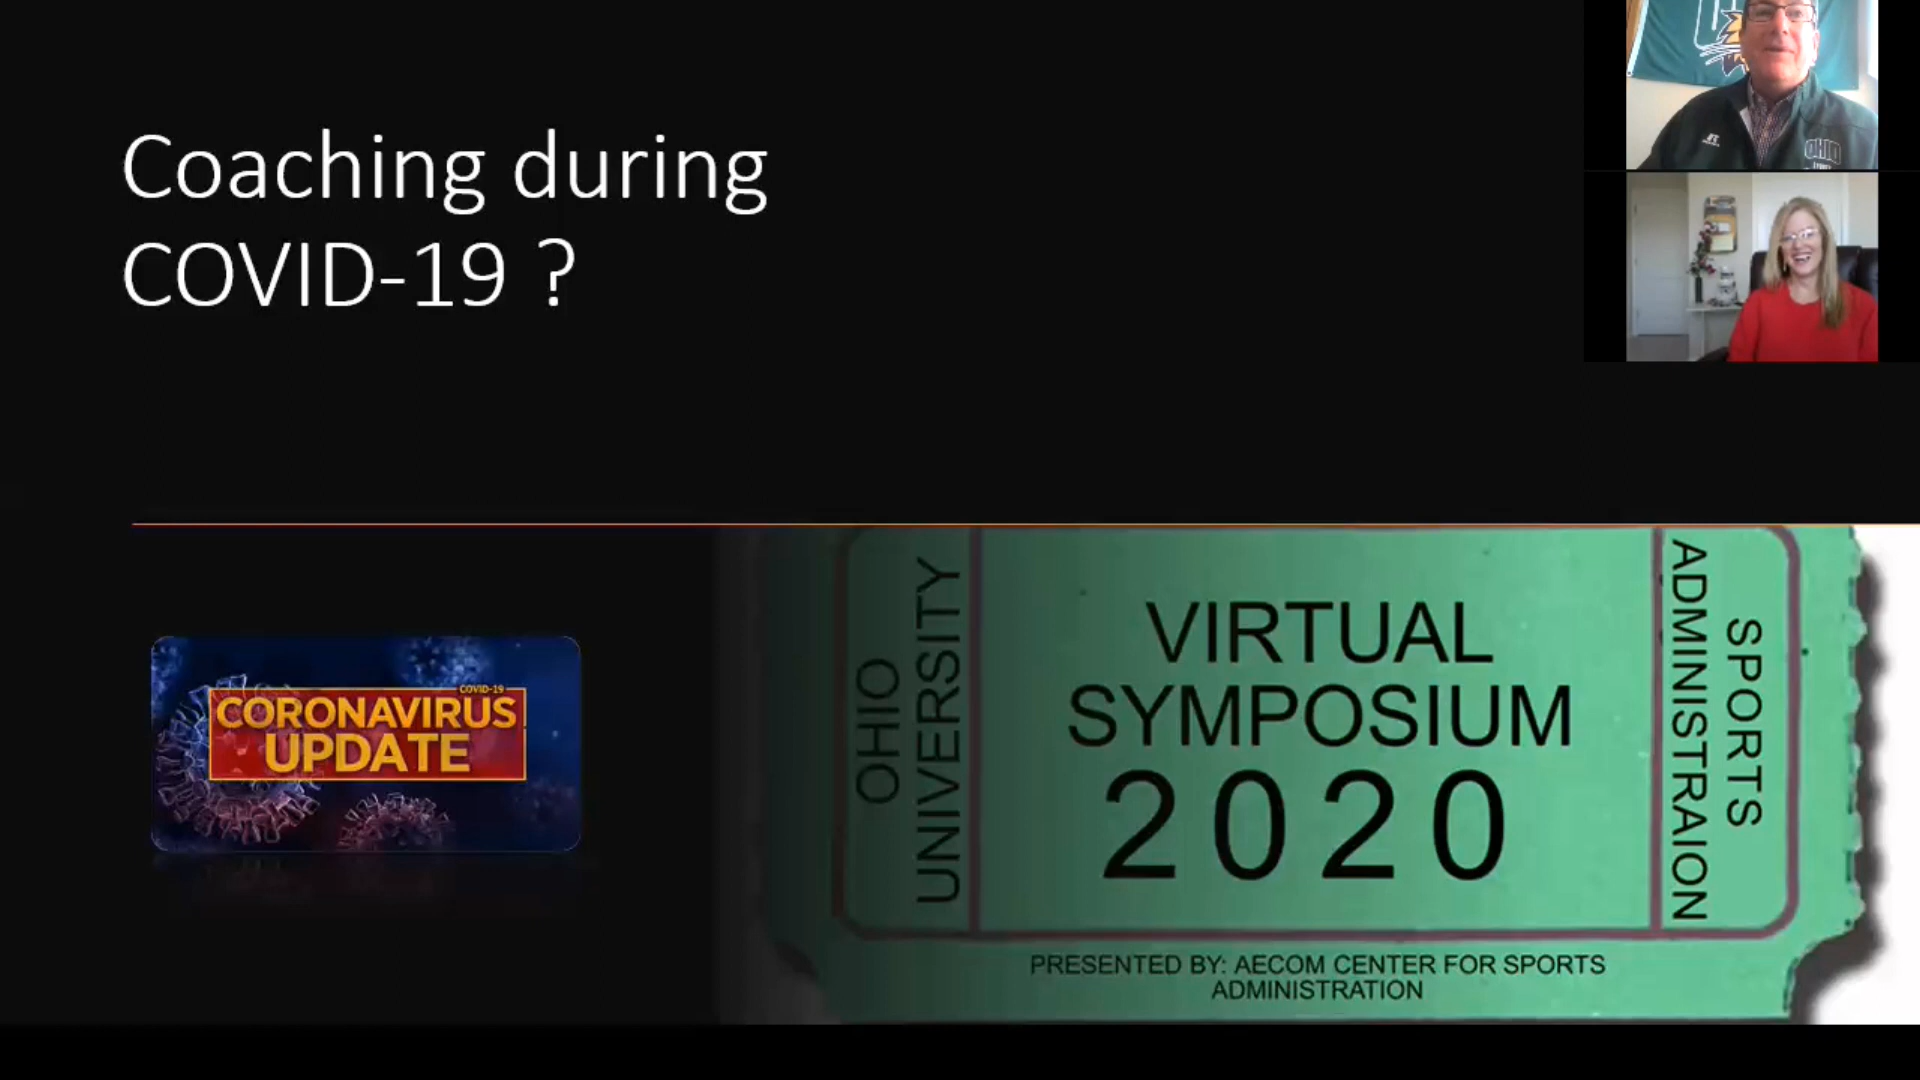 Coaching during
COVID-19 ?
OHIO
COVID-19
CORONAVIRUS
UPDATE
OHIO
UNIVERSITY
VIRTUAL
SYMPOSIUM
2020
SPORTS
ADMINISTRAION
PRESENTED BY: AECOM CENTER FOR SPORTS
ADMINISTRATION